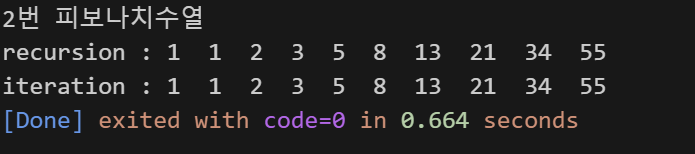 2번 피보나치수열
recursion : 1  1  2  3  5  8  13  21  34  55
iteration : 1  1  2  3  5  8  13  21  34  55
[Done] exited with code=0 in 0.664 seconds